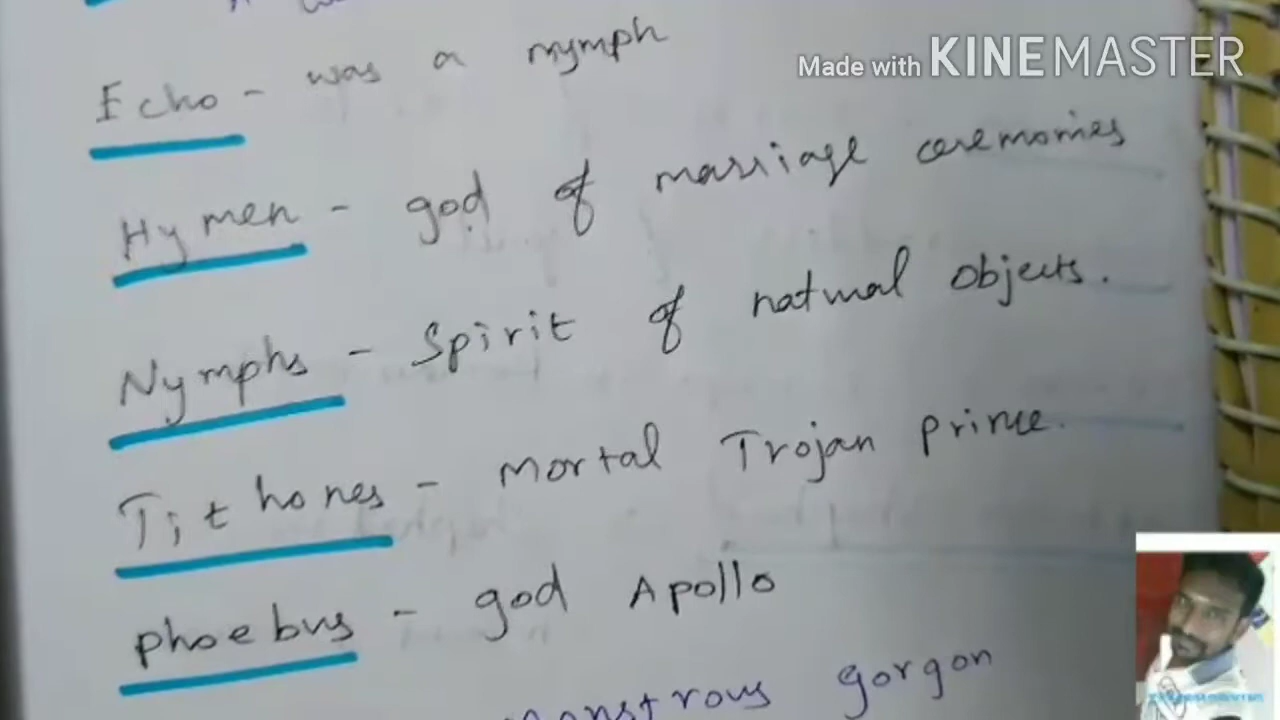 Made with KINEMASTER
Echo - was a nymph
Hymen - god of marriage ceremonies
Nymphs - Spirit of natural objects.
Tithones - mortal Trojan prince.
Phoebus - god Apollo
monstrous gorgon